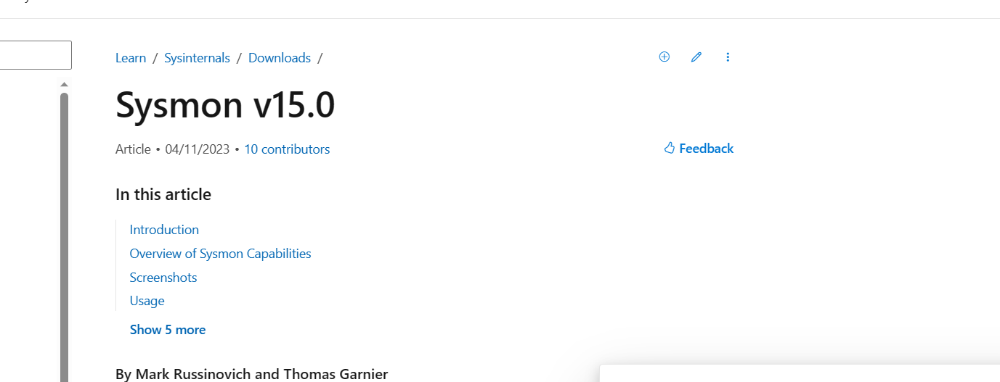 Learn / Sysinternals / Downloads /
Sysmon v15.0
Article • 04/11/2023 • 10 contributors
Feedback
In this article
Introduction
Overview of Sysmon Capabilities
Screenshots
Usage
Show 5 more
By Mark Russinovich and Thomas Garnier